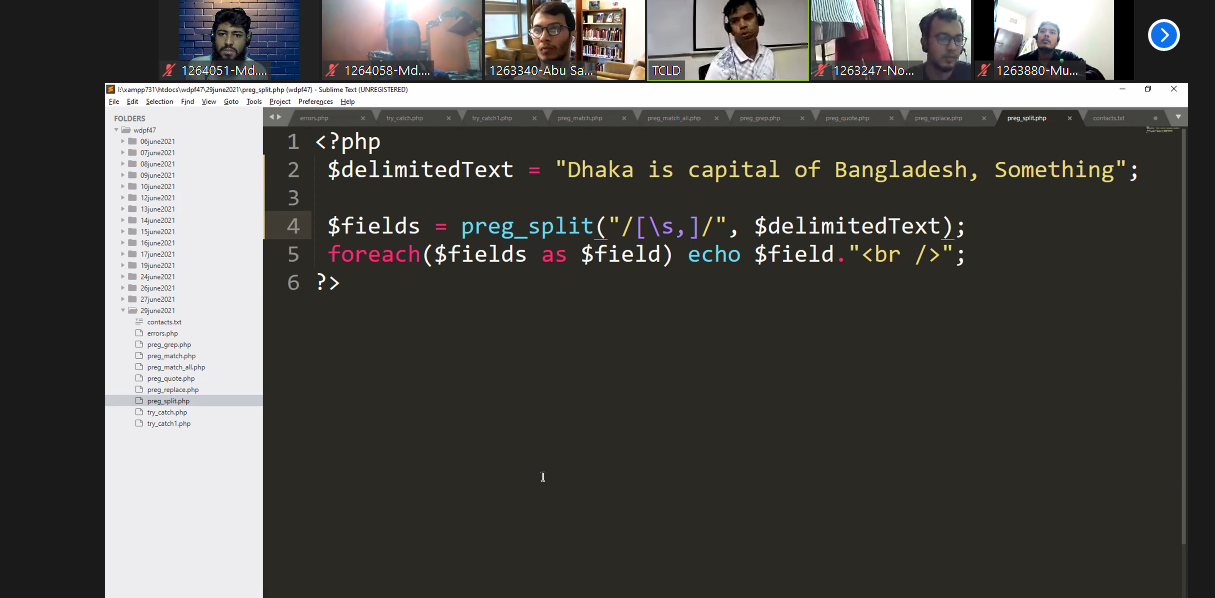 1264051-Md....
1264058-Md....
1263340-Abu Sa...
TCLD
1263247-No...
1263880-Mu...
I:\xampp731\htdocs\wdpf47\29june2021\preg_split.php (wdpf47) - Sublime Text (UNREGISTERED)
File Edit Selection Find View Goto Tools Project Preferences Help
FOLDERS
wdpf47
06june2021
07june2021
08june2021
09june2021
10june2021
12june2021
13june2021
14june2021
15june2021
16june2021
17june2021
19june2021
24june2021
26june2021
27june2021
29june2021
contacts.txt
errors.php
preg_grep.php
preg_match.php
preg_match_all.php
preg_quote.php
preg_replace.php
preg_split.php
try_catch.php
try_catch1.php
errors.php try_catch.php try_catch1.php preg_match.php preg_match_all.php preg_grep.php preg_quote.php preg_replace.php preg_split.php contacts.txt
1 <?php
2 $delimitedText = "Dhaka is capital of Bangladesh, Something";
3
4 $fields = preg_split("/[\s,]/", $delimitedText);
5 foreach($fields as $field) echo $field."<br />";
6 ?>